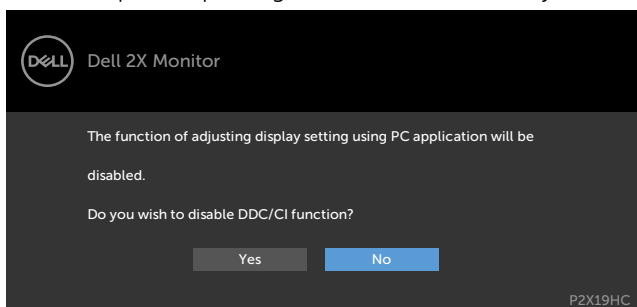 DELL
Dell 2X Monitor
The function of adjusting display setting using PC application will be
disabled.
Do you wish to disable DDC/CI function?
Yes
No
P2X19HC